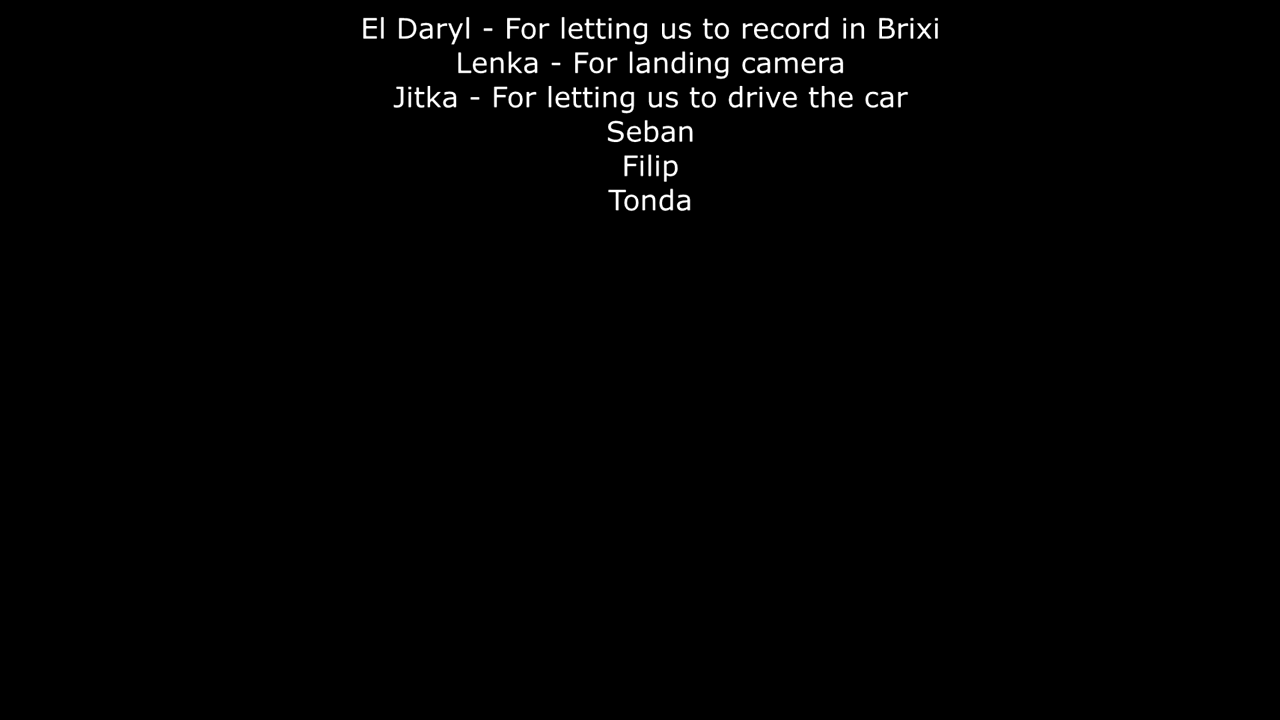 El Daryl - For letting us to record in Brixi
Lenka - For landing camera
Jitka - For letting us to drive the car
Seban
Filip
Tonda